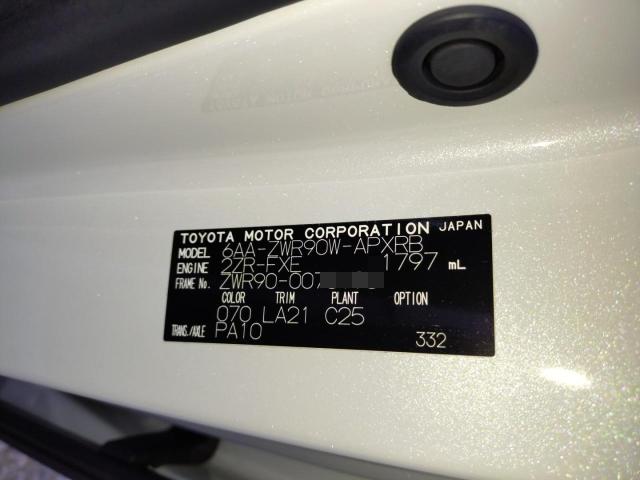 TOYOTA MOTOR CORPORATION JAPAN
MODEL 6AA-ZWR90W-APXRB
ENGINE 2ZR-FXE 1797 mL
FRAME No. ZWR90-007
COLOR TRIM PLANT OPTION
070 LA21 C25
TRANS./AXLE PA10 332